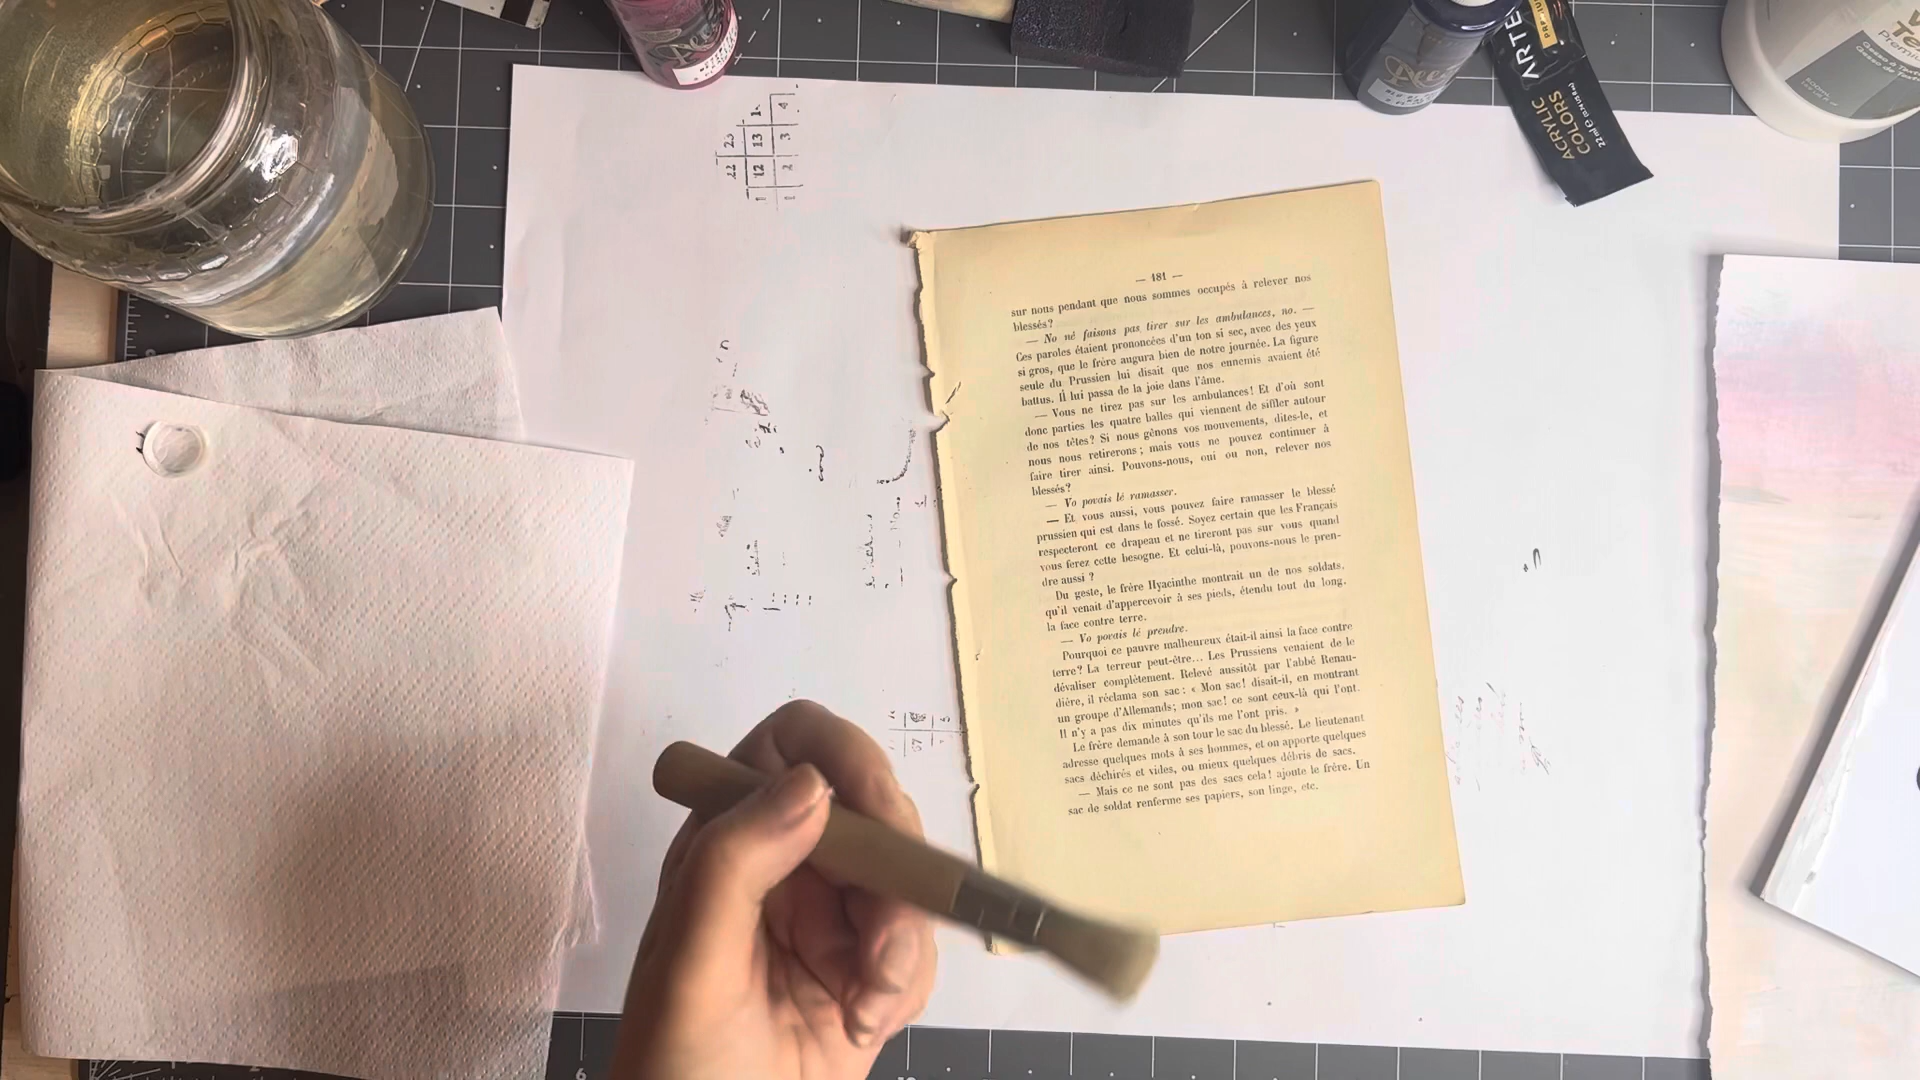 — 181 —
sur nous pendant que nous sommes occupés à relever nos
blessés?
— No né faisons pas tirer sur les ambulances, no. —
Ces paroles étaient prononcées d'un ton si sec, avec des yeux
si gros, que le frère augura bien de notre journée. La figure
seule du Prussien lui disait que nos ennemis avaient été
battus. Il lui passa de la joie dans l'âme.
— Vous ne tirez pas sur les ambulances! Et d'où sont
donc parties les quatre balles qui viennent de siffler autour
de nos têtes? Si nous gênons vos mouvements, dites-le, et
nous nous retirerons; mais vous ne pouvez continuer à
faire tirer ainsi. Pouvons-nous, oui ou non, relever nos
blessés?
— Vo povais lé ramasser.
— Et vous aussi, vous pouvez faire ramasser le blessé
prussien qui est dans le fossé. Soyez certain que les Français
respecteront ce drapeau et ne tireront pas sur vous quand
vous ferez cette besogne. Et celui-là, pouvons-nous le pren-
dre aussi ?
Du geste, le frère Hyacinthe montrait un de nos soldats,
qu'il venait d'appercevoir à ses pieds, étendu tout du long,
la face contre terre.
— Vo povais lé prendre.
Pourquoi ce pauvre malheureux était-il ainsi la face contre
terre? La terreur peut-être... Les Prussiens venaient de le
dévaliser complètement. Relevé aussitôt par l'abbé Renau-
dière, il réclama son sac : « Mon sac! disait-il, en montrant
un groupe d'Allemands; mon sac! ce sont ceux-là qui l'ont.
Il n'y a pas dix minutes qu'ils me l'ont pris. »
Le frère demande à son tour le sac du blessé. Le lieutenant
adresse quelques mots à ses hommes, et on apporte quelques
sacs déchirés et vides, ou mieux quelques débris de sacs.
— Mais ce ne sont pas des sacs cela! ajoute le frère. Un
sac de soldat renferme ses papiers, son linge, etc.
ARTE
ACRYLIC
COLORS
22 23
12 13
2 3 4